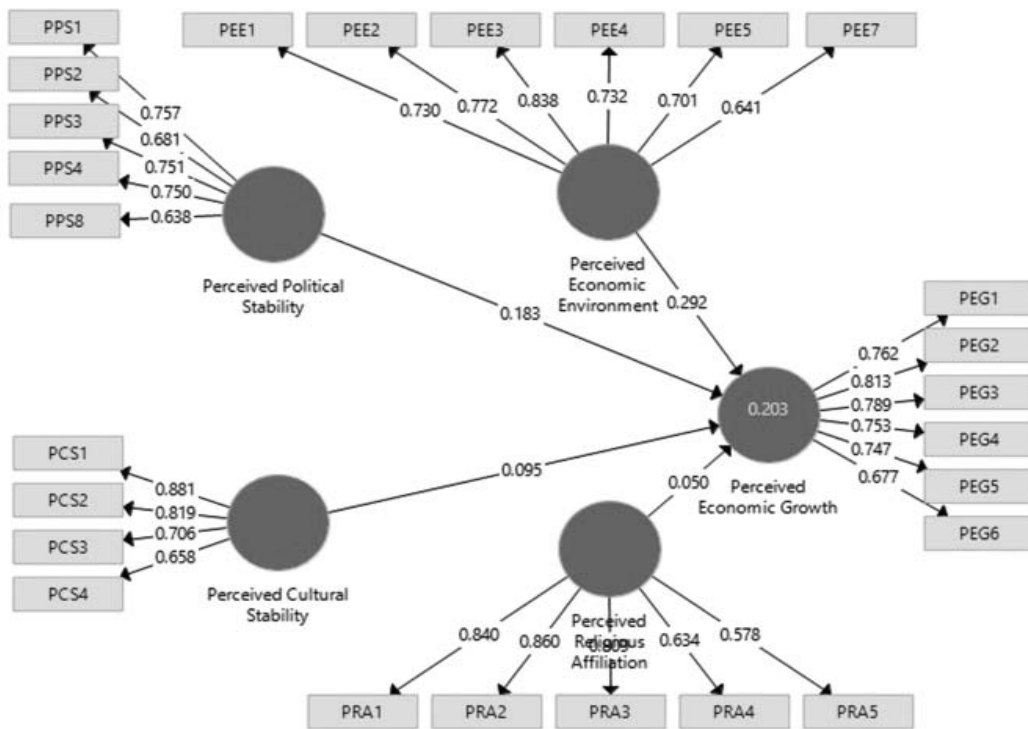 PPS1
PPS2
PPS3
PPS4
PPS8
0.757
0.681
0.751
0.750
0.638
Perceived Political
Stability
PEE1
PEE2
PEE3
PEE4
PEE5
PEE7
0.730
0.772
0.838
0.732
0.701
0.641
Perceived
Economic
Environment
0.292
0.183
PCS1
PCS2
PCS3
PCS4
0.881
0.819
0.706
0.658
Perceived Cultural
Stability
0.095
0.050
0.203
Perceived
Economic Growth
0.762
0.813
0.789
0.753
0.747
0.677
PEG1
PEG2
PEG3
PEG4
PEG5
PEG6
Perceived
Religious
Affiliation
0.840
0.860
0.634
0.578
PRA1
PRA2
PRA3
PRA4
PRA5